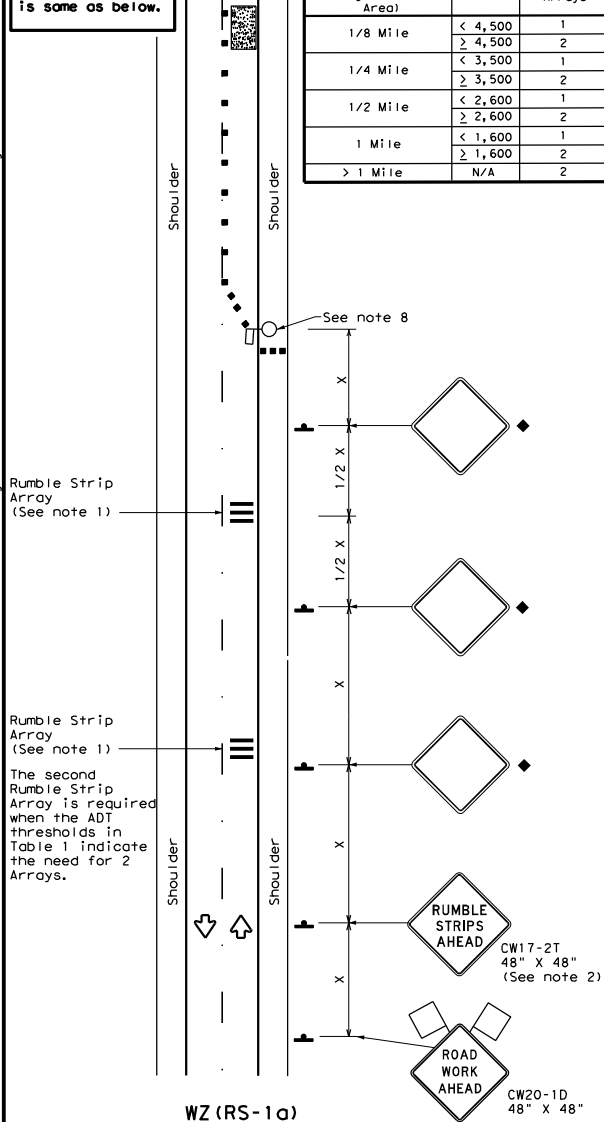 is same as below.
Area)
1/8 Mile
< 4,500 1
≥ 4,500 2
1/4 Mile
< 3,500 1
≥ 3,500 2
1/2 Mile
< 2,600 1
≥ 2,600 2
1 Mile
< 1,600 1
≥ 1,600 2
> 1 Mile N/A 2
Shoulder
Shoulder
See note 8
X
1/2 X
Rumble Strip
Array
(See note 1)
1/2 X
X
Rumble Strip
Array
(See note 1)
The second
Rumble Strip
Array is required
when the ADT
thresholds in
Table 1 indicate
the need for 2
Arrays.
Shoulder
Shoulder
X
RUMBLE
STRIPS
AHEAD
CW17-2T
48" X 48"
(See note 2)
X
ROAD
WORK
AHEAD
CW20-1D
48" X 48"
WZ(RS-1a)